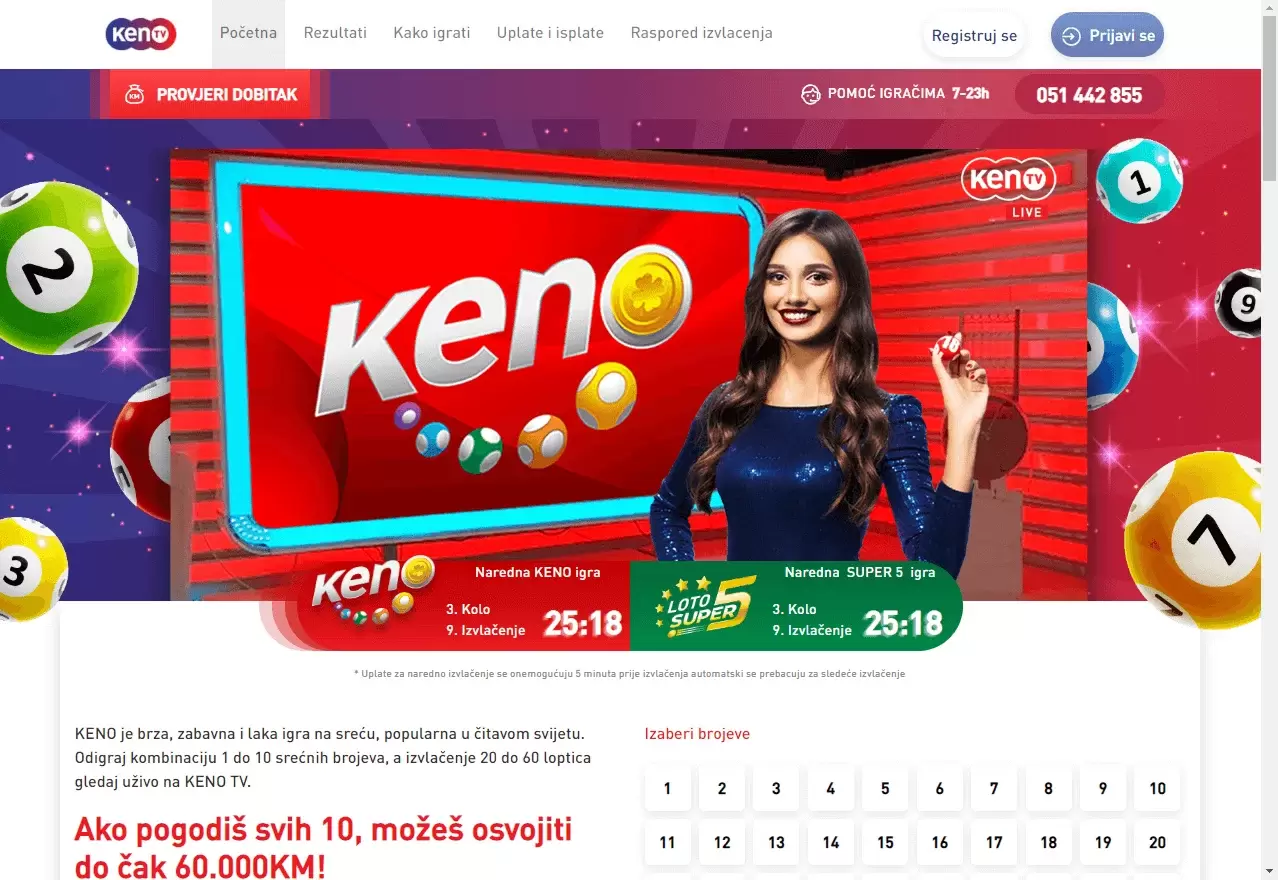 KENO TV
Početna
Rezultati
Kako igrati
Uplate i isplate
Raspored izvlacenja
Registruj se
Prijavi se
KM
PROVJERI DOBITAK
POMOĆ IGRAČIMA 7-23h
051 442 855
KENO TV
LIVE
1
2
9
Keno
18
7
3
Keno
Naredna KENO igra
3. Kolo
9. Izvlačenje
25:18
LOTO SUPER 5
Naredna SUPER 5 igra
3. Kolo
9. Izvlačenje
25:18
* Uplate za naredno izvlačenje se onemogućuju 5 minuta prije izvlačenja automatski se prebacuju za sledeće izvlačenje
KENO je brza, zabavna i laka igra na sreću, popularna u čitavom svijetu.
Odigraj kombinaciju 1 do 10 srećnih brojeva, a izvlačenje 20 do 60 loptica
gledaj uživo na KENO TV.
Ako pogodiš svih 10, možeš osvojiti
do čak 60.000KM!
Izaberi brojeve
1 2 3 4 5 6 7 8 9 10
11 12 13 14 15 16 17 18 19 20